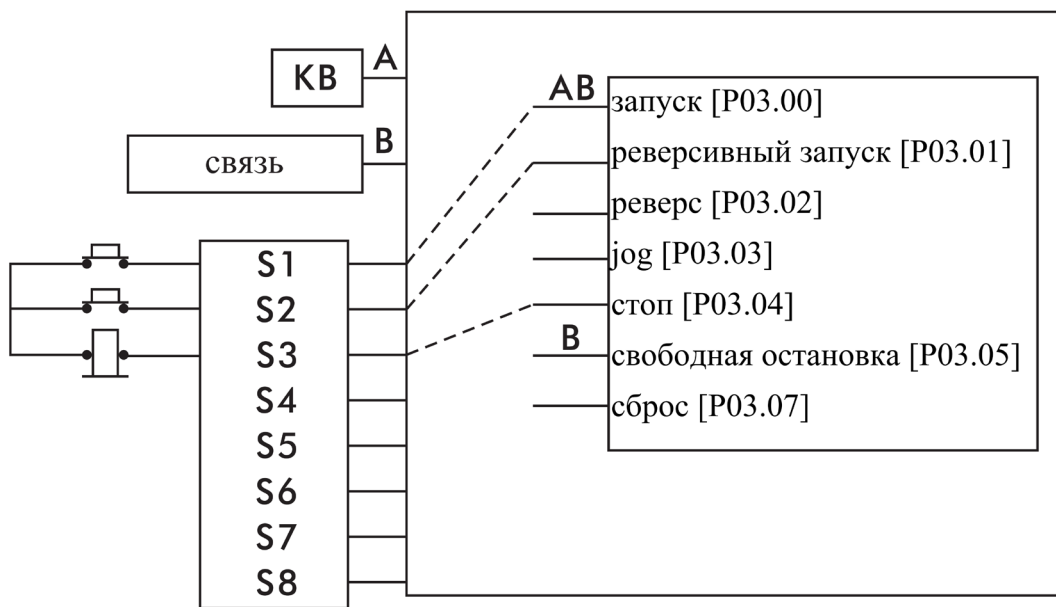 КВ
A
связь
B
S1
S2
S3
S4
S5
S6
S7
S8
AB
запуск [P03.00]
реверсивный запуск [P03.01]
реверс [P03.02]
jog [P03.03]
стоп [P03.04]
B
свободная остановка [P03.05]
сброс [P03.07]